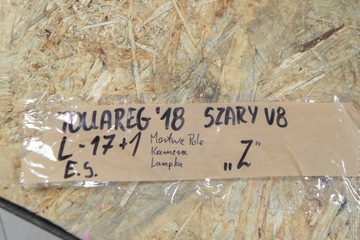 TOUAREG '18 SZARY V8
L-17+1 Martwe Pole
Kamera
Lampka
„Z"
E.S.